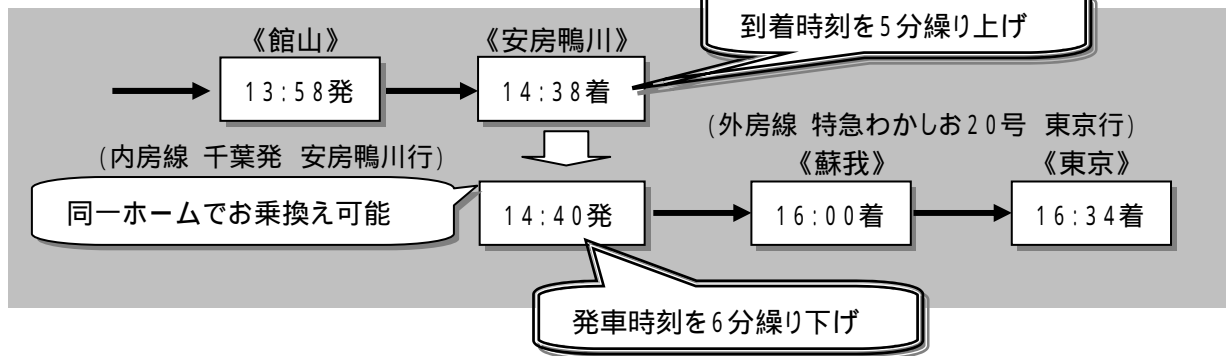 到着時刻を5分繰り上げ
《館山》
《安房鴨川》
13:58発
14:38着
(外房線 特急わかしお20号 東京行)
(内房線 千葉発 安房鴨川行)
《蘇我》
《東京》
同一ホームでお乗換え可能
14:40発
16:00着
16:34着
発車時刻を6分繰り下げ